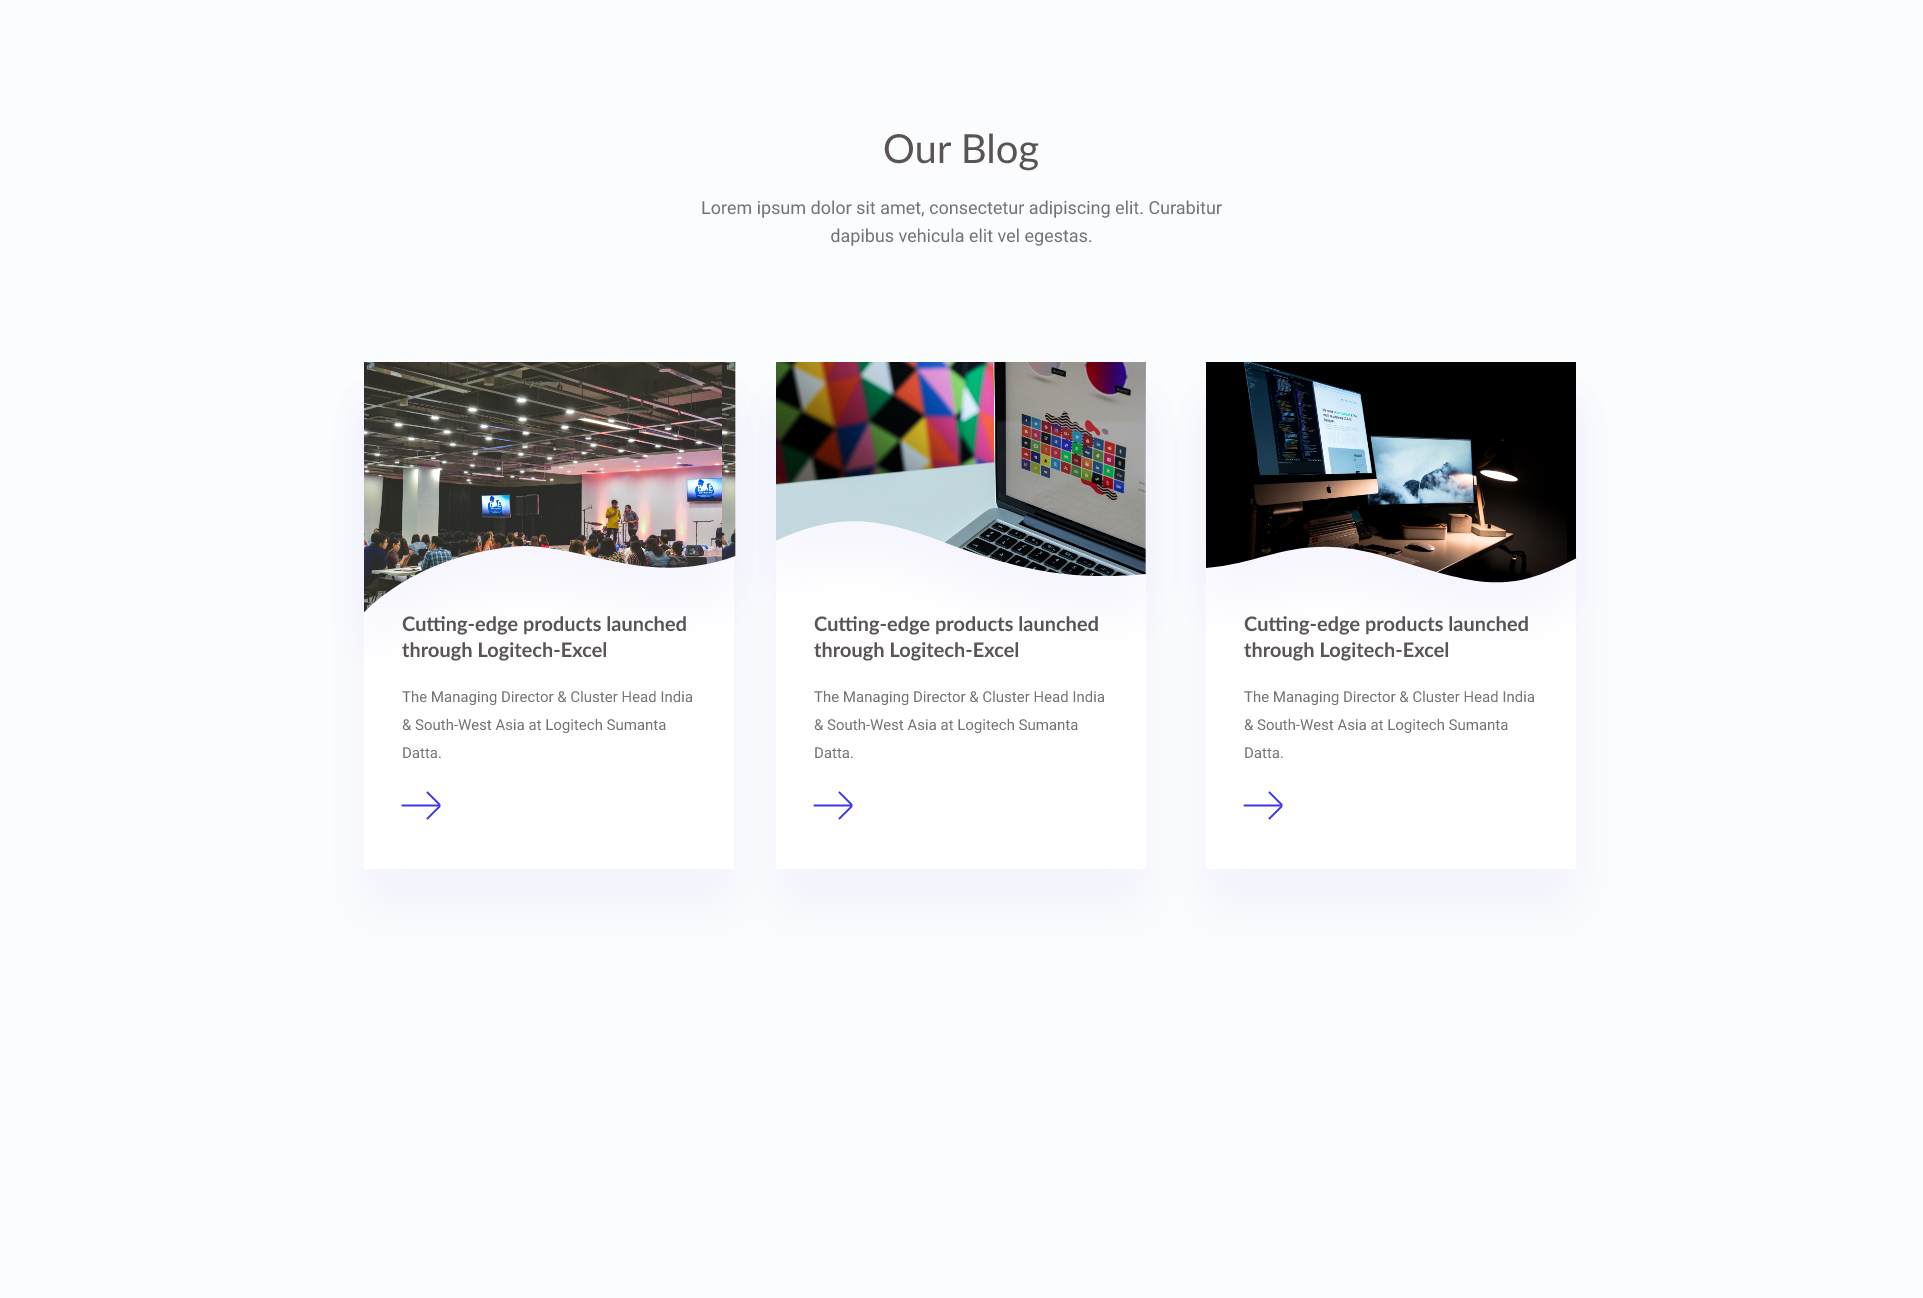 Our Blog
Lorem ipsum dolor sit amet, consectetur adipiscing elit. Curabitur
dapibus vehicula elit vel egestas.
Cutting-edge products launched
through Logitech-Excel
The Managing Director & Cluster Head India
& South-West Asia at Logitech Sumanta
Datta.
Cutting-edge products launched
through Logitech-Excel
The Managing Director & Cluster Head India
& South-West Asia at Logitech Sumanta
Datta.
Cutting-edge products launched
through Logitech-Excel
The Managing Director & Cluster Head India
& South-West Asia at Logitech Sumanta
Datta.